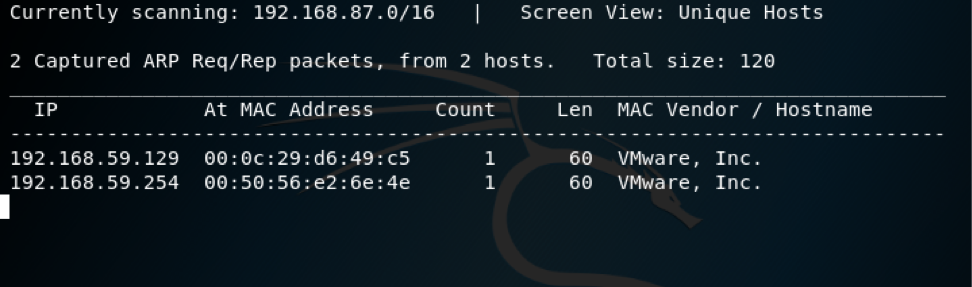 Currently scanning: 192.168.87.0/16   |   Screen View: Unique Hosts
2 Captured ARP Req/Rep packets, from 2 hosts.   Total size: 120
_____________________________________________________________________________
  IP            At MAC Address     Count     Len  MAC Vendor / Hostname
-----------------------------------------------------------------------------
192.168.59.129  00:0c:29:d6:49:c5      1      60  VMware, Inc.
192.168.59.254  00:50:56:e2:6e:4e      1      60  VMware, Inc.